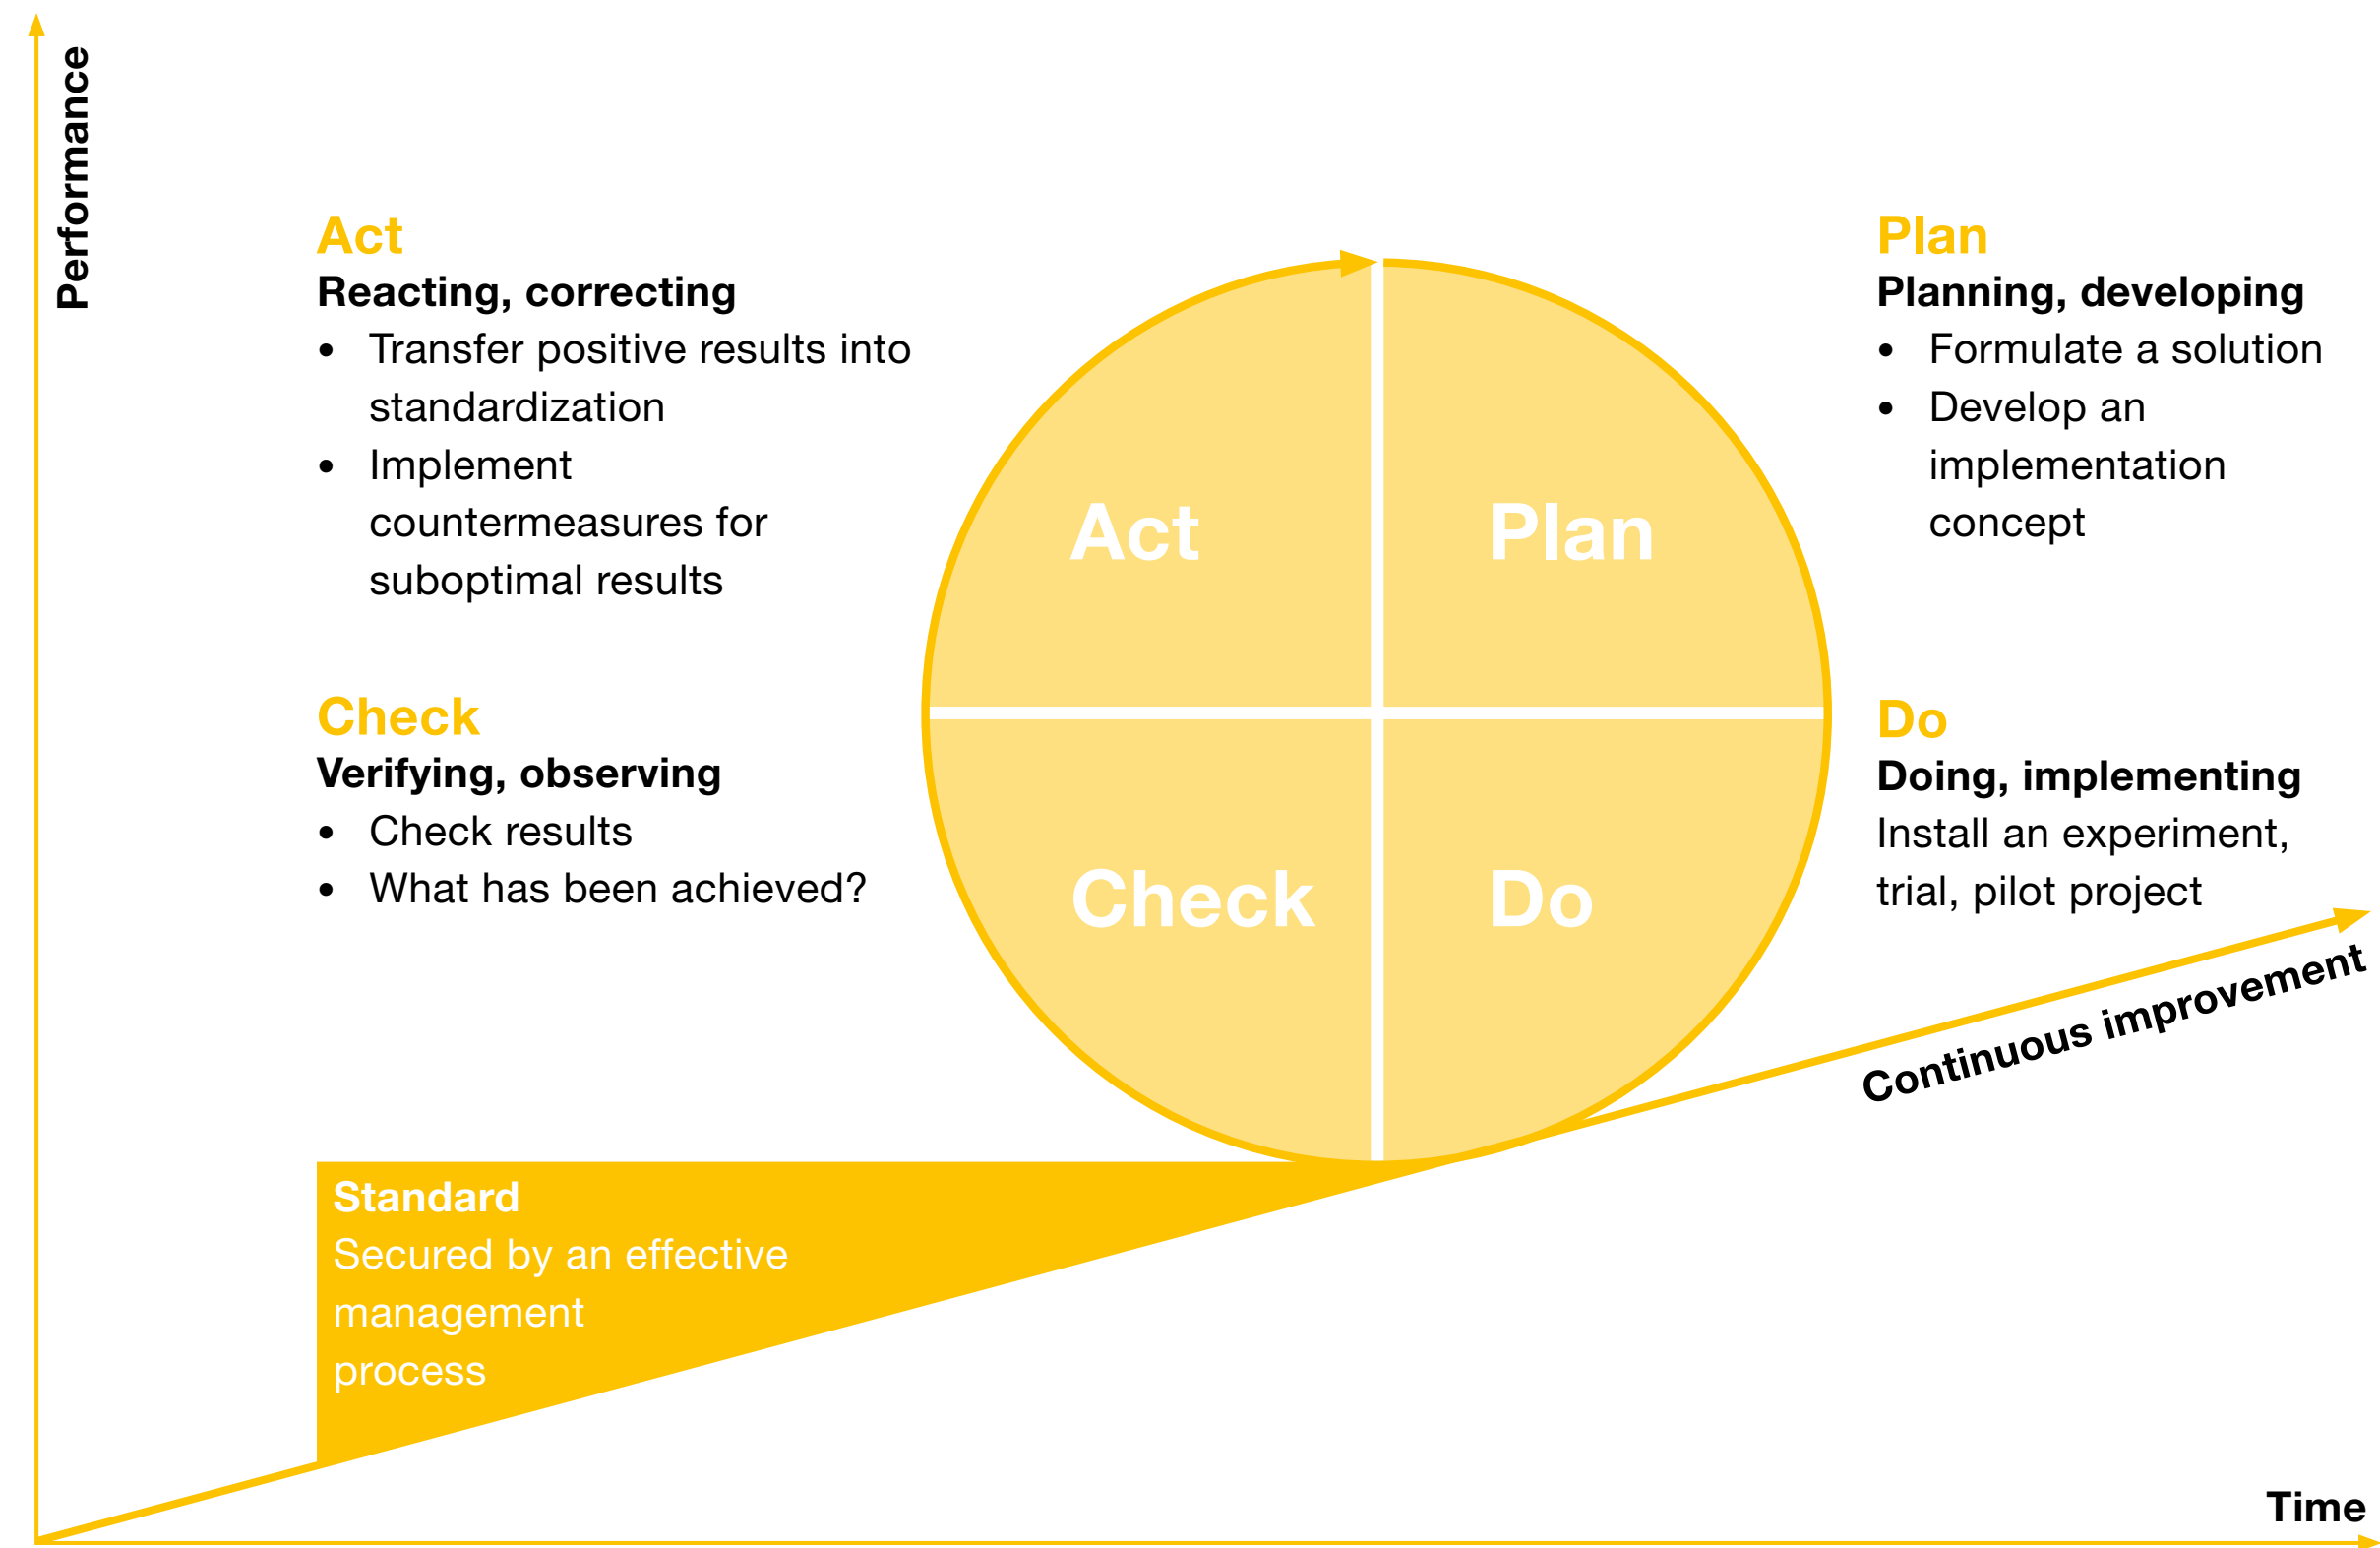 Performance
Act
Reacting, correcting
• Transfer positive results into
standardization
• Implement
countermeasures for
suboptimal results
Check
Verifying, observing
• Check results
• What has been achieved?
Act
Plan
Check
Do
Plan
Planning, developing
• Formulate a solution
• Develop an
implementation
concept
Do
Doing, implementing
Install an experiment,
trial, pilot project
Continuous improvement
Standard
Secured by an effective
management
process
Time